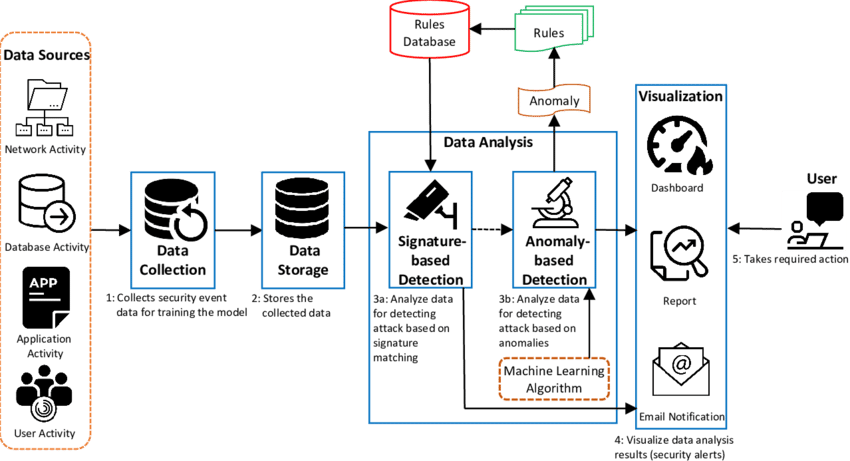 Rules
Database
Rules
Data Sources
Anomaly
Visualization
Network Activity
Data Analysis
Dashboard
User
Database Activity
Data
Collection
Data
Storage
Signature-
based
Detection
Anomaly-
based
Detection
5: Takes required action
1: Collects security event
data for training the model
2: Stores the
collected data
3a: Analyze data
for detecting
attack based on
signature
matching
3b: Analyze data
for detecting
attack based on
anomalies
Report
APP
Application
Activity
Machine Learning
Algorithm
@
Email Notification
User Activity
4: Visualize data analysis
results (security alerts)